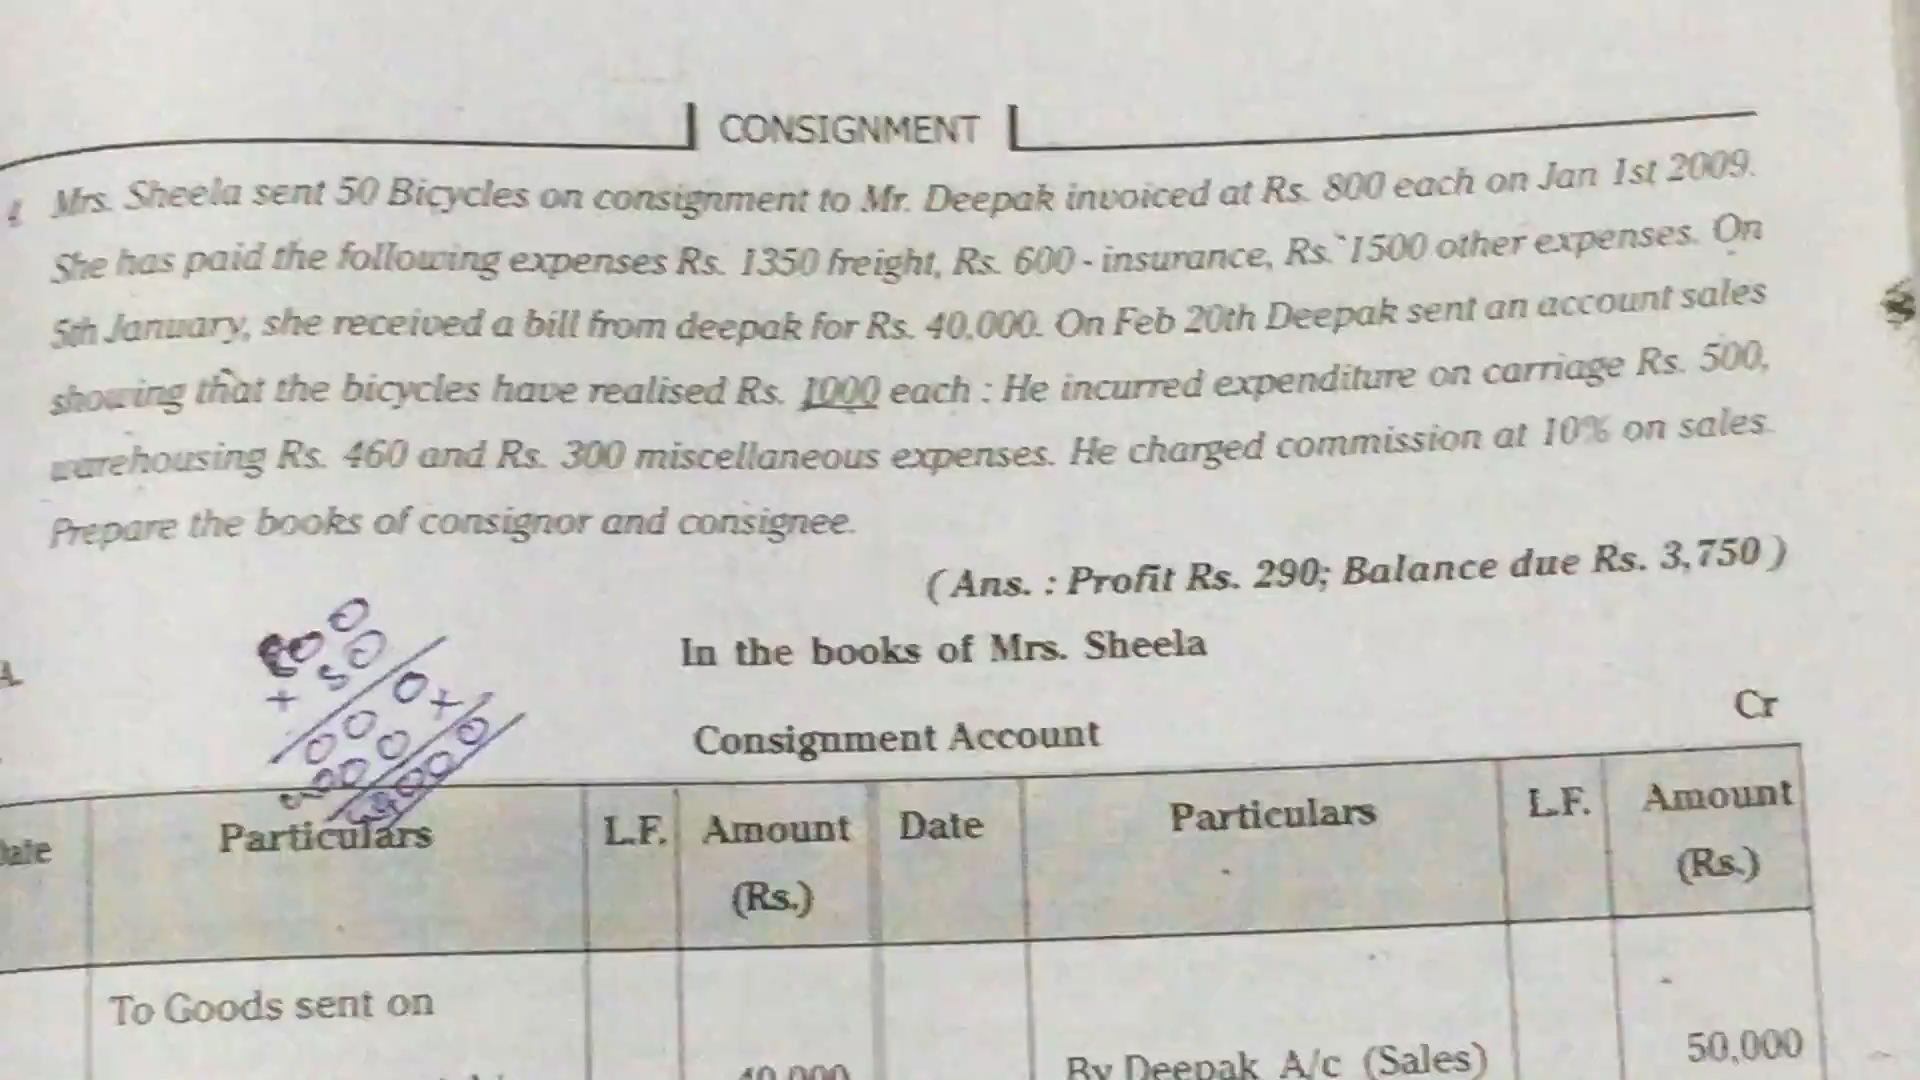 CONSIGNMENT
Mrs. Sheela sent 50 Bicycles on consignment to Mr. Deepak invoiced at Rs. 800 each on Jan 1st 2009.
She has paid the following expenses Rs. 1350 freight, Rs. 600 - insurance, Rs. 1500 other expenses. On
5th January, she received a bill from deepak for Rs. 40,000. On Feb 20th Deepak sent an account sales
showing that the bicycles have realised Rs. 1000 each : He incurred expenditure on carriage Rs. 500,
warehousing Rs. 460 and Rs. 300 miscellaneous expenses. He charged commission at 10% on sales.
Prepare the books of consignor and consignee.
( Ans. : Profit Rs. 290; Balance due Rs. 3,750 )
In the books of Mrs. Sheela
Consignment Account
Cr
Date Particulars L.F. Amount (Rs.) Date Particulars L.F. Amount (Rs.)
To Goods sent on
40,000 By Deepak A/c (Sales) 50,000